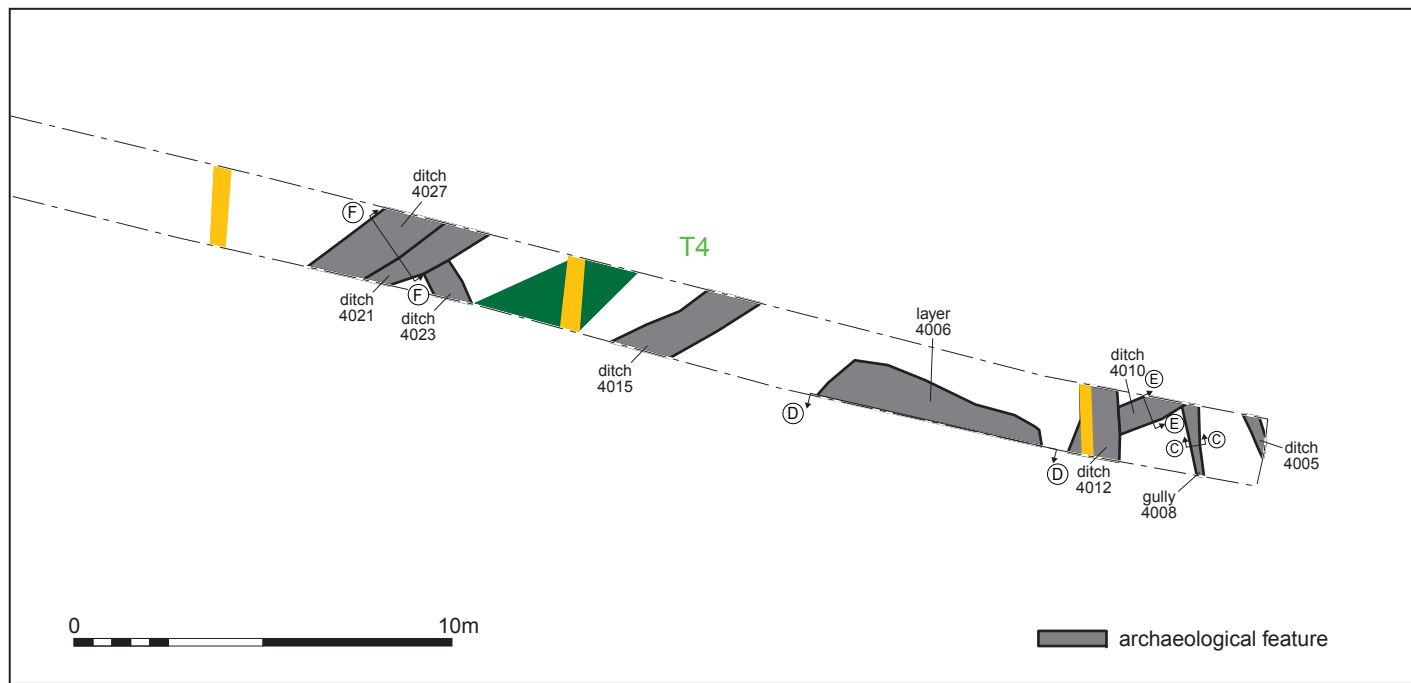 ditch
4027
F
T4
F
ditch
4021
ditch
4023
ditch
4015
layer
4006
D
D
ditch
4010
E
E
C
C
ditch
4005
ditch
4012
gully
4008
0
10m
archaeological feature